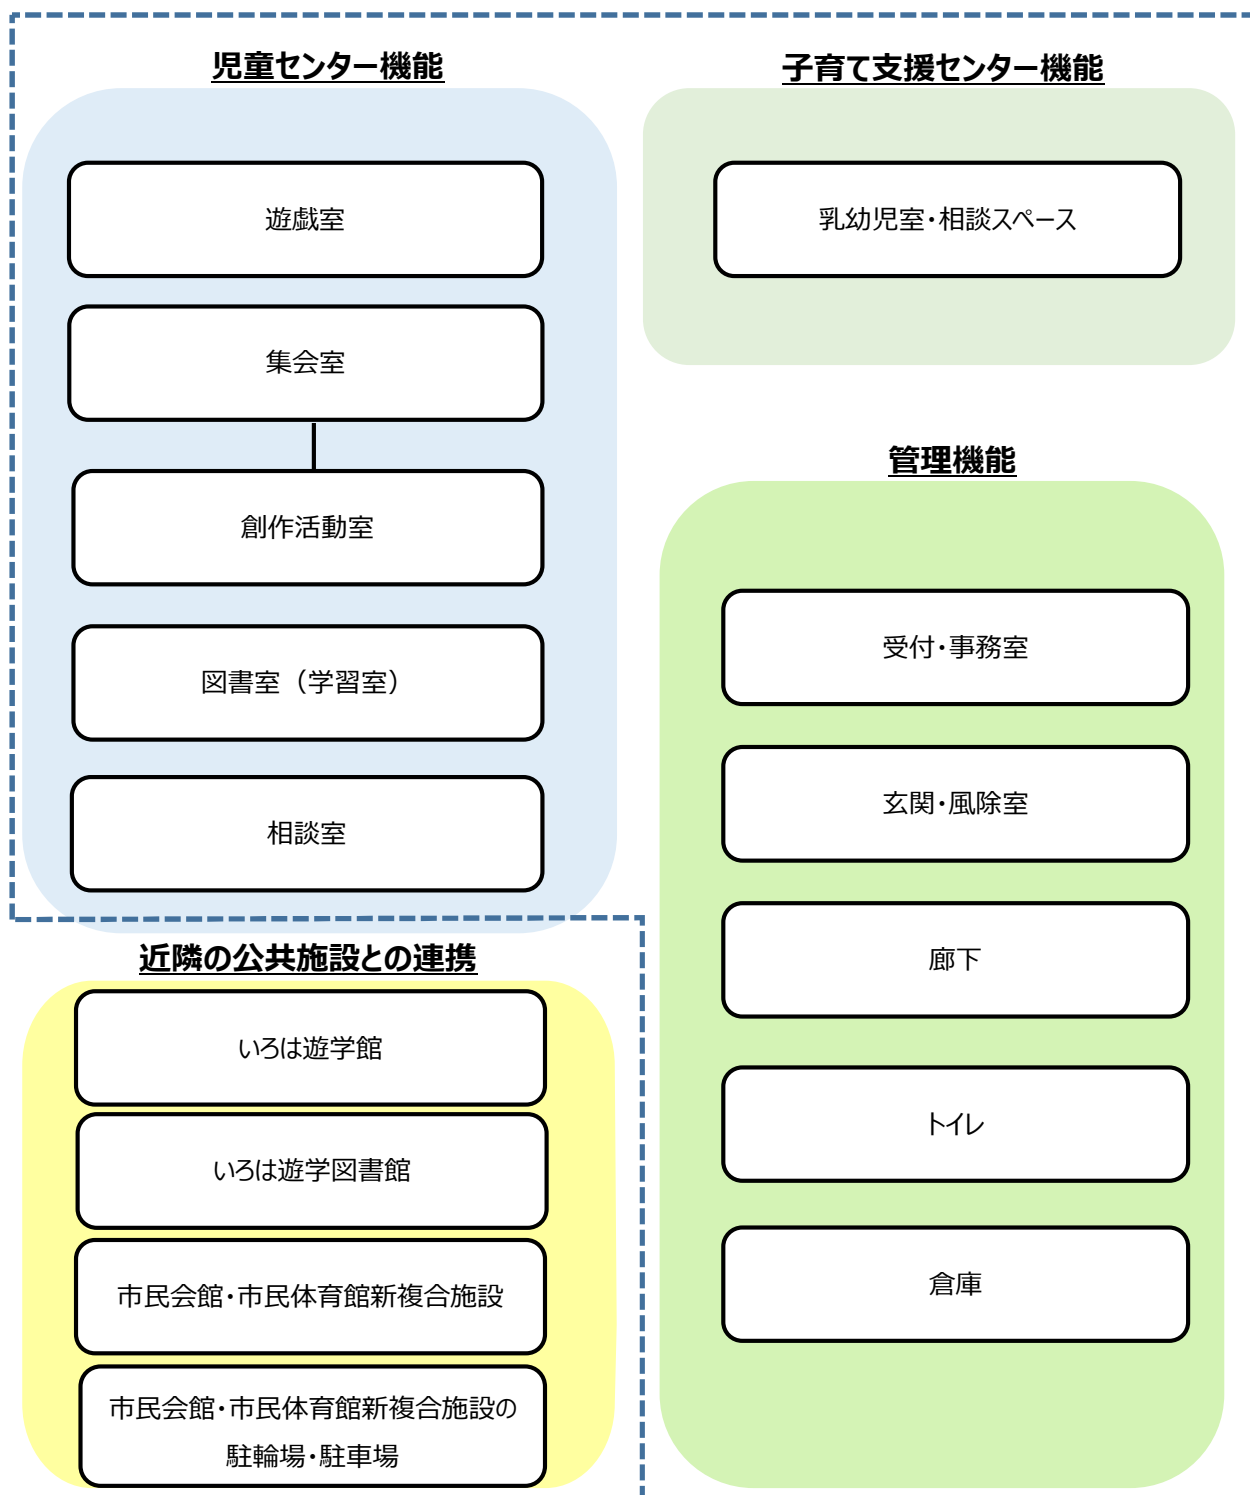 児童センター機能
遊戯室
集会室
創作活動室
図書室（学習室）
相談室
子育て支援センター機能
乳幼児室・相談スペース
管理機能
受付・事務室
玄関・風除室
廊下
トイレ
倉庫
近隣の公共施設との連携
いろは遊学館
いろは遊学図書館
市民会館・市民体育館新複合施設
市民会館・市民体育館新複合施設の
駐輪場・駐車場